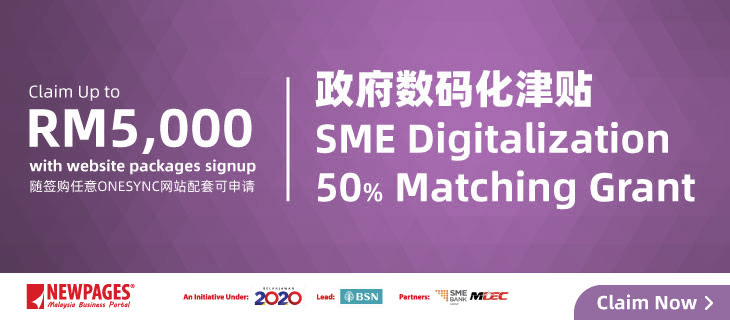 Claim Up to
RM5,000
with website packages signup
随签购任意ONESYNC网站配套可申请
政府数码化津贴
SME Digitalization
50% Matching Grant
NEWPAGES®
Malaysia Business Portal
An Initiative Under:
BELANJAWAN
2020
Lead:
BSN
Partners:
SME
BANK
GROUP
MDEC
Claim Now